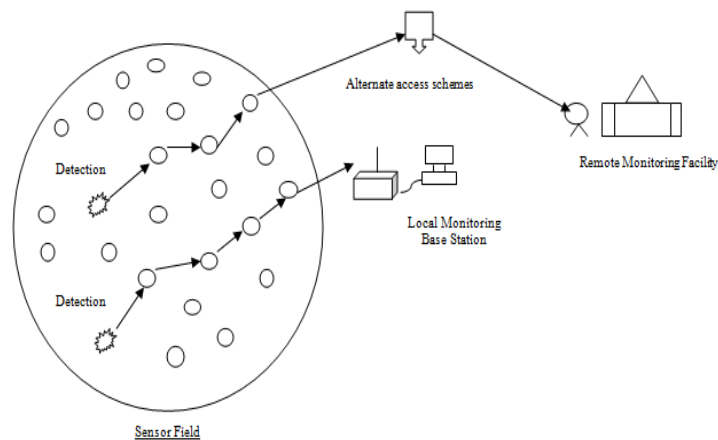 Alternate access schemes
Remote Monitoring Facility
Detection
Local Monitoring
Base Station
Detection
Sensor Field